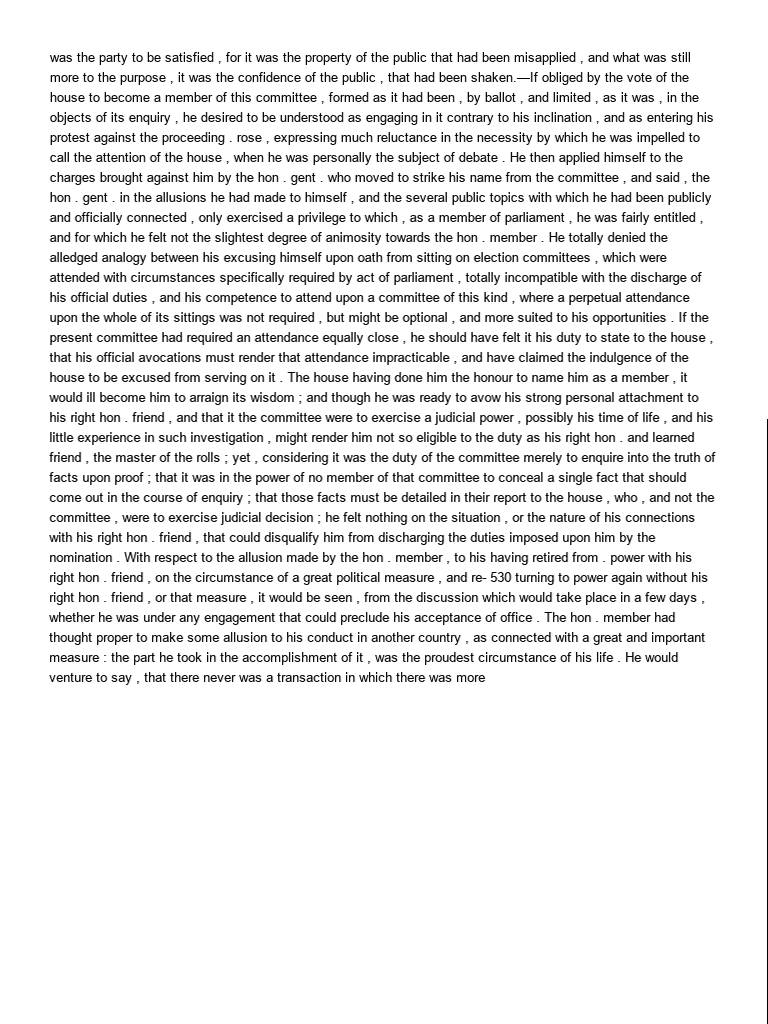 was the party to be satisfied , for it was the property of the public that had been misapplied , and what was still
more to the purpose , it was the confidence of the public , that had been shaken.—If obliged by the vote of the
house to become a member of this committee , formed as it had been , by ballot , and limited , as it was , in the
objects of its enquiry , he desired to be understood as engaging in it contrary to his inclination , and as entering his
protest against the proceeding . rose , expressing much reluctance in the necessity by which he was impelled to
call the attention of the house , when he was personally the subject of debate . He then applied himself to the
charges brought against him by the hon . gent . who moved to strike his name from the committee , and said , the
hon . gent . in the allusions he had made to himself , and the several public topics with which he had been publicly
and officially connected , only exercised a privilege to which , as a member of parliament , he was fairly entitled ,
and for which he felt not the slightest degree of animosity towards the hon . member . He totally denied the
alledged analogy between his excusing himself upon oath from sitting on election committees , which were
attended with circumstances specifically required by act of parliament , totally incompatible with the discharge of
his official duties , and his competence to attend upon a committee of this kind , where a perpetual attendance
upon the whole of its sittings was not required , but might be optional , and more suited to his opportunities . If the
present committee had required an attendance equally close , he should have felt it his duty to state to the house ,
that his official avocations must render that attendance impracticable , and have claimed the indulgence of the
house to be excused from serving on it . The house having done him the honour to name him as a member , it
would ill become him to arraign its wisdom ; and though he was ready to avow his strong personal attachment to
his right hon . friend , and that it the committee were to exercise a judicial power , possibly his time of life , and his
little experience in such investigation , might render him not so eligible to the duty as his right hon . and learned
friend , the master of the rolls ; yet , considering it was the duty of the committee merely to enquire into the truth of
facts upon proof ; that it was in the power of no member of that committee to conceal a single fact that should
come out in the course of enquiry ; that those facts must be detailed in their report to the house , who , and not the
committee , were to exercise judicial decision ; he felt nothing on the situation , or the nature of his connections
with his right hon . friend , that could disqualify him from discharging the duties imposed upon him by the
nomination . With respect to the allusion made by the hon . member , to his having retired from . power with his
right hon . friend , on the circumstance of a great political measure , and re- 530 turning to power again without his
right hon . friend , or that measure , it would be seen , from the discussion which would take place in a few days ,
whether he was under any engagement that could preclude his acceptance of office . The hon . member had
thought proper to make some allusion to his conduct in another country , as connected with a great and important
measure : the part he took in the accomplishment of it , was the proudest circumstance of his life . He would
venture to say , that there never was a transaction in which there was more